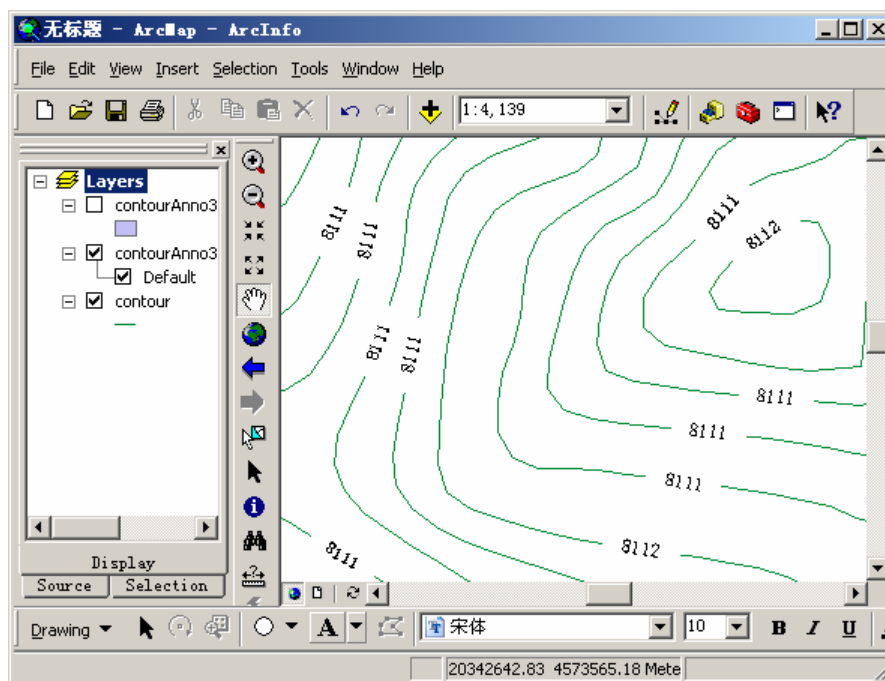 无标题 - ArcMap - ArcInfo
File Edit View Insert Selection Tools Window Help
1:4,139
Layers
contourAnno3
contourAnno3
Default
contour
Display
Source Selection
8111
8111
8111
8112
8111
8111
8111
8111
8111
8112
8111
Drawing A 宋体 10 B I U
20342642.83 4573565.18 Mete